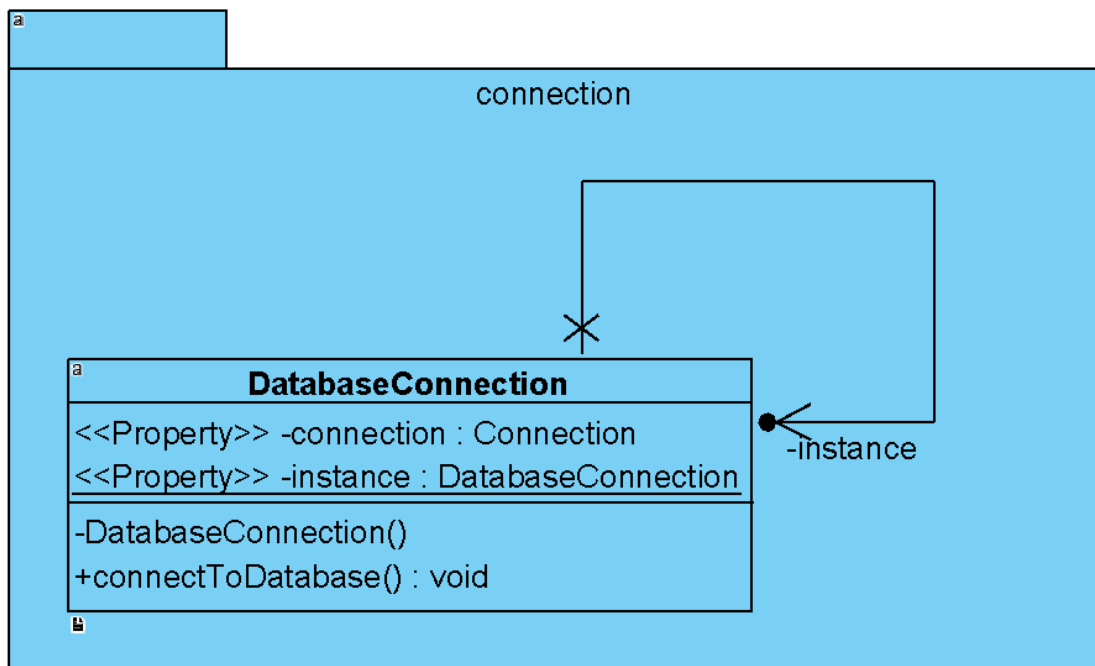 a
connection
a
DatabaseConnection
<<Property>> -connection : Connection
<<Property>> -instance : DatabaseConnection
-instance
-DatabaseConnection()
+connectToDatabase() : void